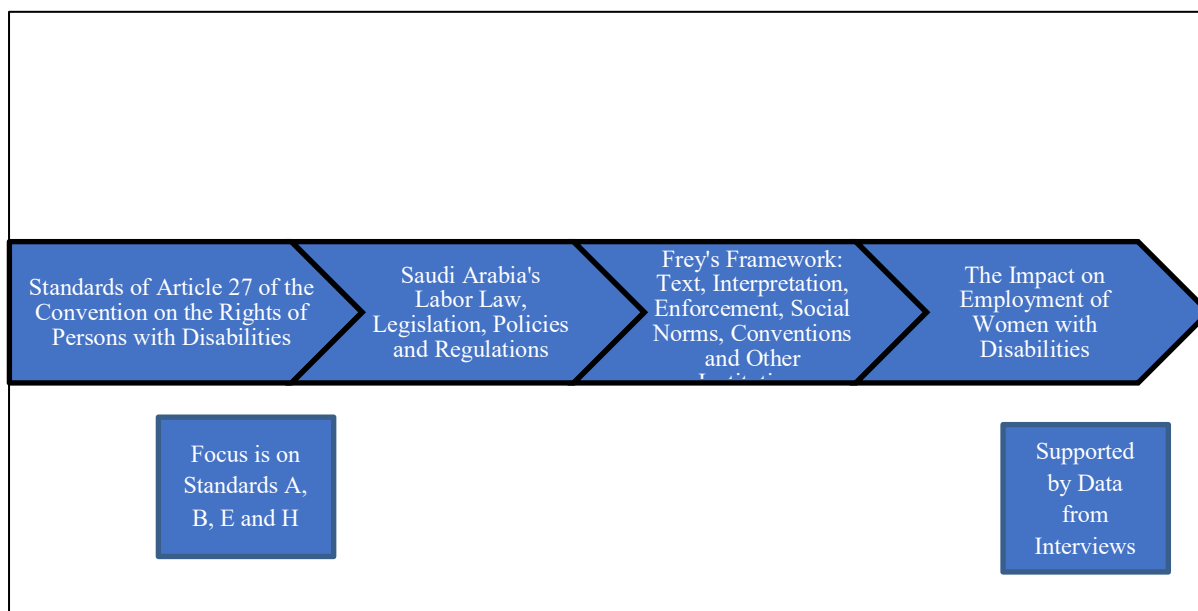 Standards of Article 27 of the
Convention on the Rights of
Persons with Disabilities
Saudi Arabia's
Labor Law,
Legislation, Policies
and Regulations
Frey's Framework:
Text, Interpretation,
Enforcement, Social
Norms, Conventions
and Other
The Impact on
Employment of
Women with
Disabilities
Focus is on
Standards A,
B, E and H
Supported
by Data
from
Interviews